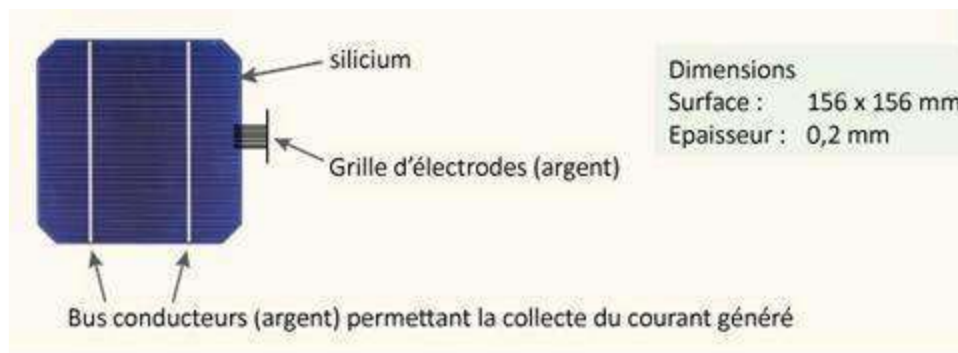 silicium
Dimensions
Surface : 156 x 156 mm
Epaisseur : 0,2 mm
Grille d'électrodes (argent)
Bus conducteurs (argent) permettant la collecte du courant généré